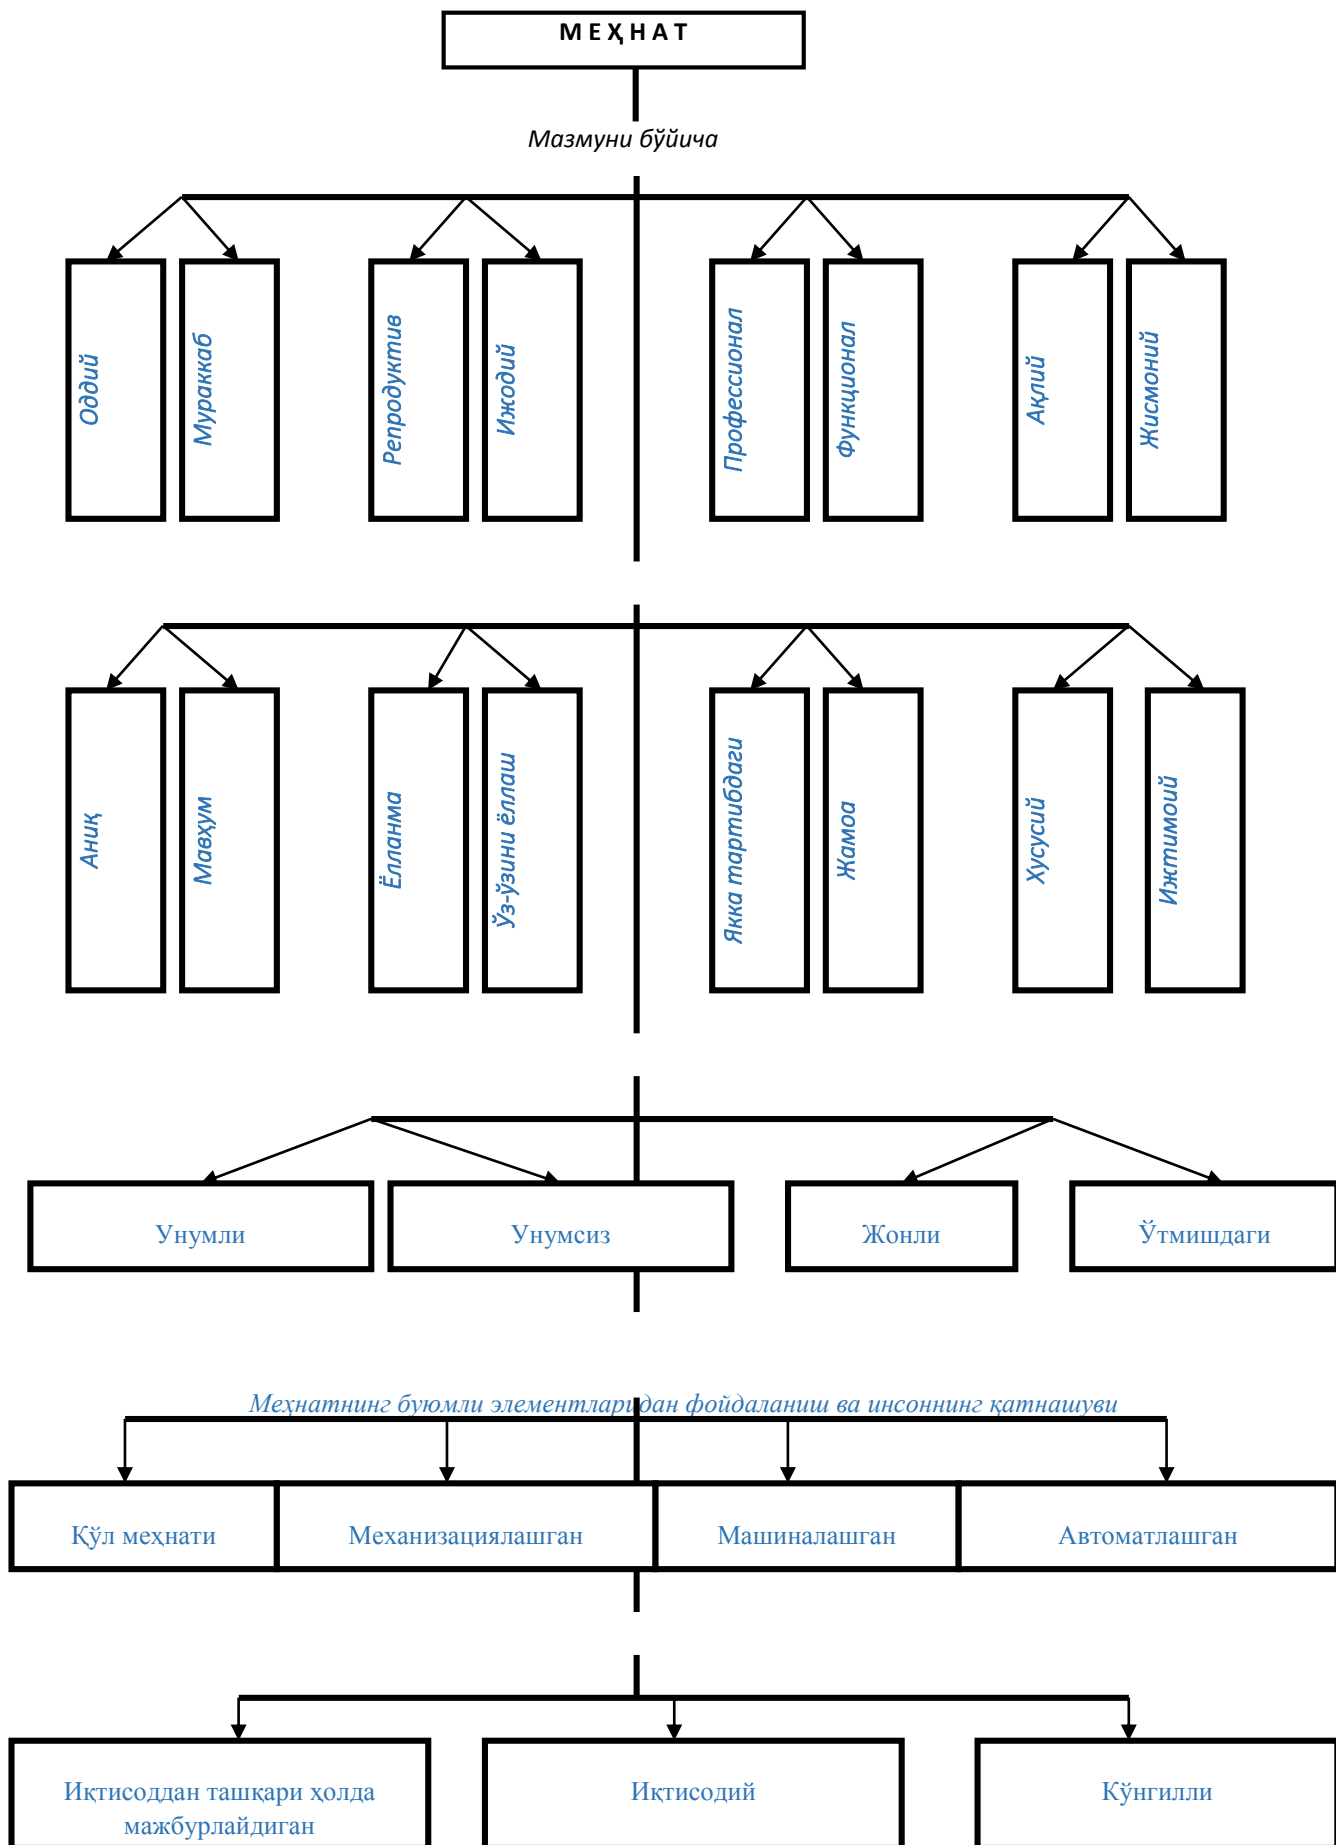 МЕҲНАТ
Мазмуни бўйича
Оддий
Мураккаб
Репродуктив
Ижодий
Профессионал
Функционал
Ақлий
Жисмоний
Аниқ
Мавҳум
Ёлланма
Ўз-ўзини ёллаш
Якка тартибдаги
Жамоа
Хусусий
Ижтимоий
Унумли
Унумсиз
Жонли
Ўтмишдаги
Меҳнатнинг буюмли элементларидан фойдаланиш ва инсоннинг қатнашуви
Қўл меҳнати
Механизациялашган
Машиналашган
Автоматлашган
Иқтисоддан ташқари ҳолда
мажбурлайдиган
Иқтисодий
Кўнгилли